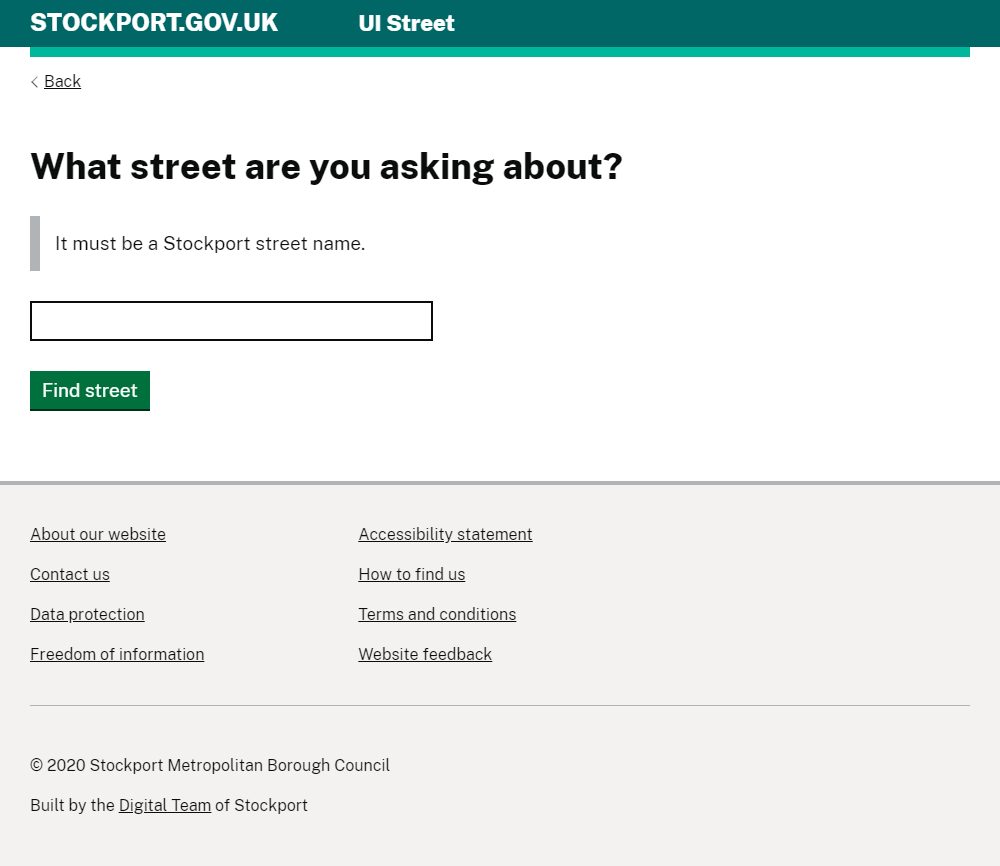 STOCKPORT.GOV.UK UI Street
Back
What street are you asking about?
It must be a Stockport street name.
Find street
About our website Accessibility statement
Contact us How to find us
Data protection Terms and conditions
Freedom of information Website feedback
© 2020 Stockport Metropolitan Borough Council
Built by the Digital Team of Stockport